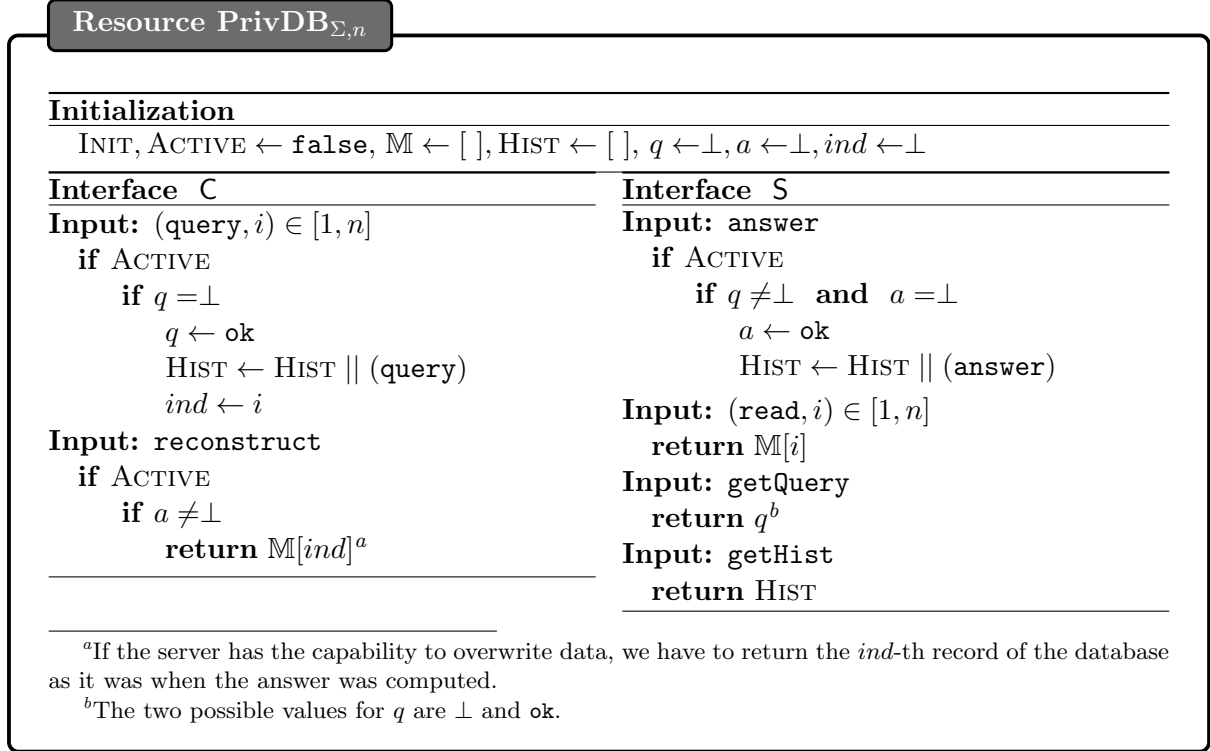 Resource PrivDB_{Σ,n}
Initialization
INIT, ACTIVE ← false, 𝕄 ← [ ], HIST ← [ ], q ←⊥, a ←⊥, ind ←⊥
Interface C
Input: (query, i) ∈ [1, n]
if ACTIVE
if q =⊥
q ← ok
HIST ← HIST || (query)
ind ← i
Input: reconstruct
if ACTIVE
if a ≠⊥
return 𝕄[ind]^a
Interface S
Input: answer
if ACTIVE
if q ≠⊥ and a =⊥
a ← ok
HIST ← HIST || (answer)
Input: (read, i) ∈ [1, n]
return 𝕄[i]
Input: getQuery
return q^b
Input: getHist
return HIST
^aIf the server has the capability to overwrite data, we have to return the ind-th record of the database
as it was when the answer was computed.
^bThe two possible values for q are ⊥ and ok.